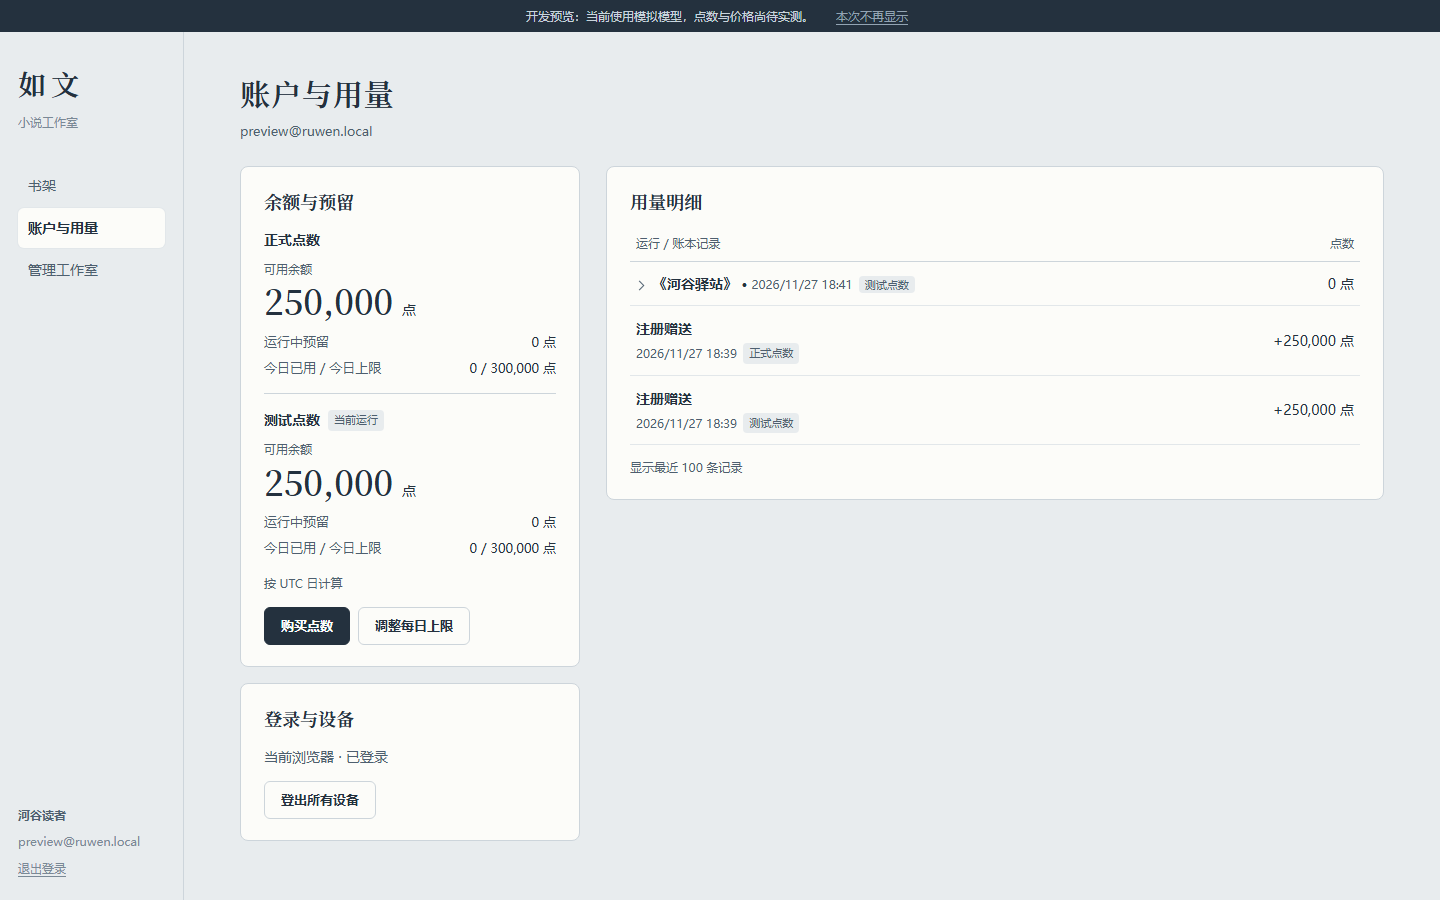 开发预览：当前使用模拟模型，点数与价格尚待实测。 本次不再显示
如文
小说工作室
书架
账户与用量
管理工作室
河谷读者
preview@ruwen.local
退出登录
账户与用量
preview@ruwen.local
余额与预留
正式点数
可用余额
250,000 点
运行中预留 0 点
今日已用 / 今日上限 0 / 300,000 点
测试点数 当前运行
可用余额
250,000 点
运行中预留 0 点
今日已用 / 今日上限 0 / 300,000 点
按 UTC 日计算
购买点数 调整每日上限
登录与设备
当前浏览器 · 已登录
登出所有设备
用量明细
运行 / 账本记录 点数
《河谷驿站》 • 2026/11/27 18:41 测试点数 0 点
注册赠送
2026/11/27 18:39 正式点数 +250,000 点
注册赠送
2026/11/27 18:39 测试点数 +250,000 点
显示最近 100 条记录